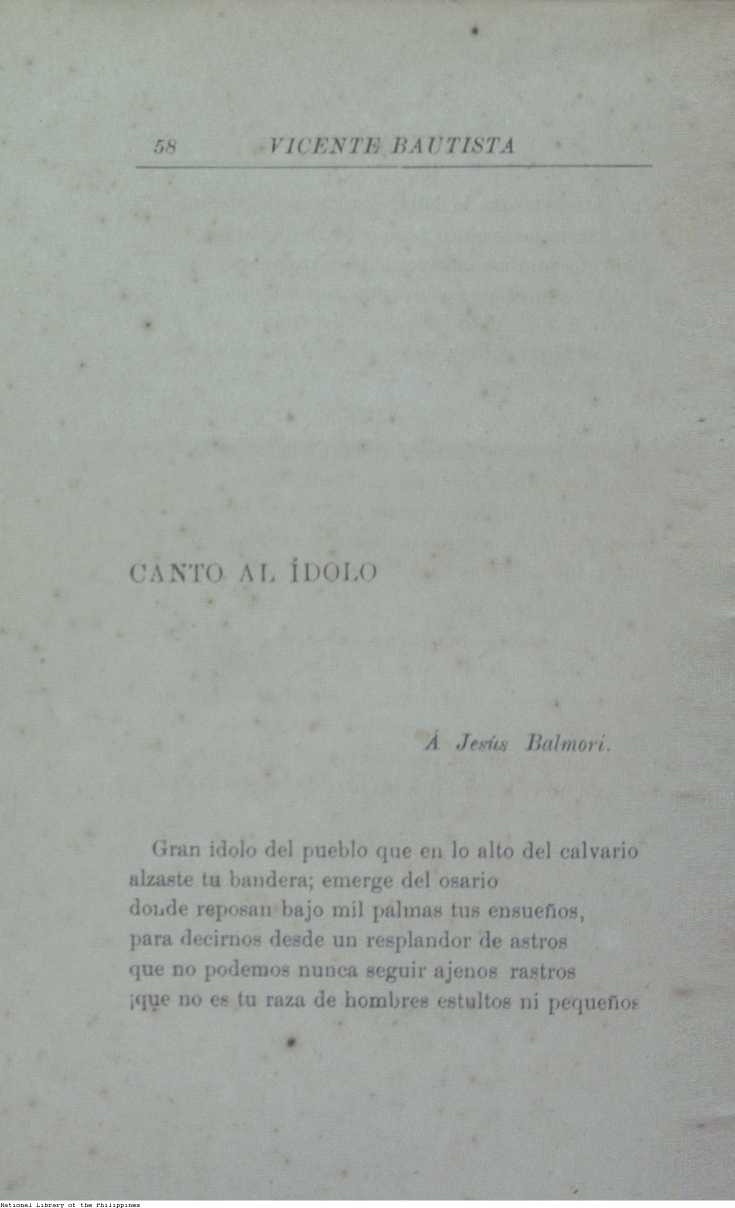 58 VICENTE BAUTISTA
CANTO AL ÍDOLO
Á Jesús Balmori.
Gran idolo del pueblo que en lo alto del calvario
alzaste tu bandera; emerge del osario
donde reposan bajo mil palmas tus ensueños,
para decirnos desde un resplandor de astros
que no podemos nunca seguir ajenos rastros
¡que no es tu raza de hombres estultos ni pequeños
National Library of the Philippines